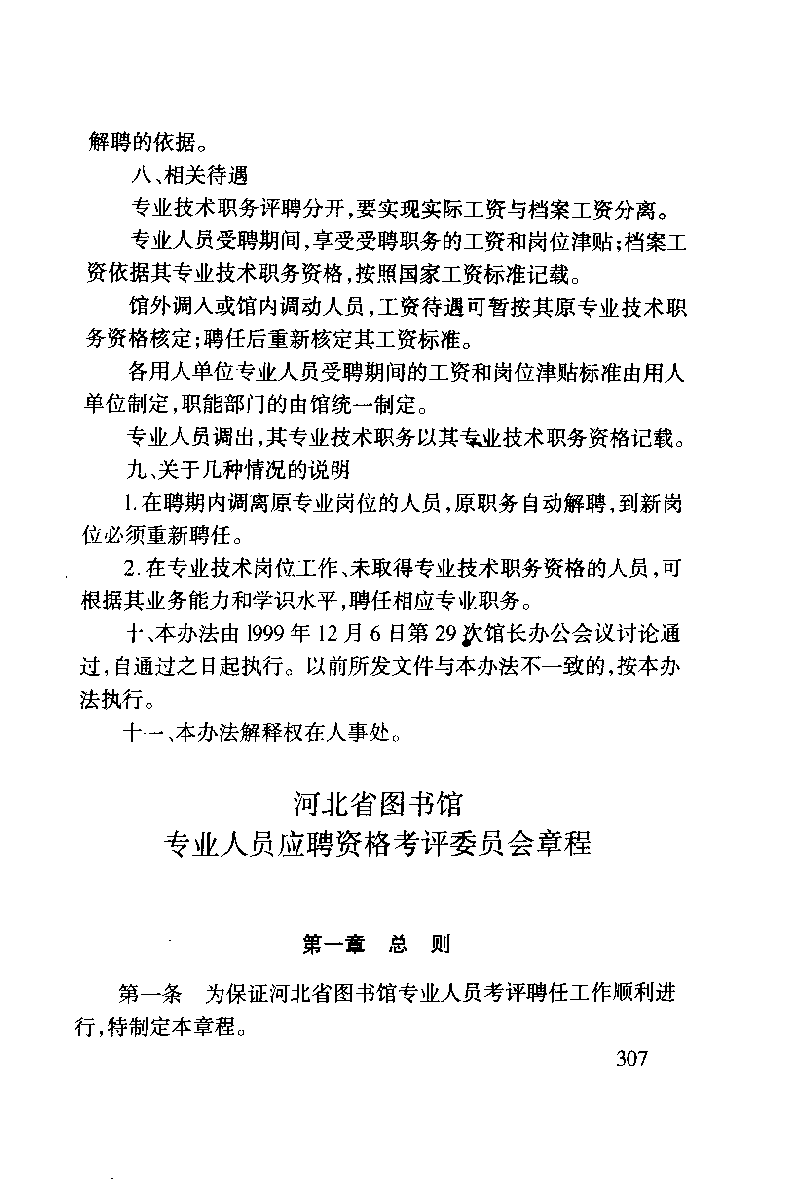 解聘的依据。
八、相关待遇
专业技术职务评聘分开,要实现实际工资与档案工资分离。
专业人员受聘期间,享受受聘职务的工资和岗位津贴;档案工
资依据其专业技术职务资格,按照国家工资标准记载。
馆外调入或馆内调动人员,工资待遇可暂按其原专业技术职
务资格核定;聘任后重新核定其工资标准。
各用人单位专业人员受聘期间的工资和岗位津贴标准由用人
单位制定,职能部门的由馆统一制定。
专业人员调出,其专业技术职务以其专业技术职务资格记载。
九、关于几种情况的说明
1.在聘期内调离原专业岗位的人员,原职务自动解聘,到新岗
位必须重新聘任。
2.在专业技术岗位工作、未取得专业技术职务资格的人员,可
根据其业务能力和学识水平,聘任相应专业职务。
十、本办法由1999年12月6日第29次馆长办公会议讨论通
过,自通过之日起执行。以前所发文件与本办法不一致的,按本办
法执行。
十一、本办法解释权在人事处。
河北省图书馆
专业人员应聘资格考评委员会章程
第一章 总 则
第一条 为保证河北省图书馆专业人员考评聘任工作顺利进
行,特制定本章程。
307